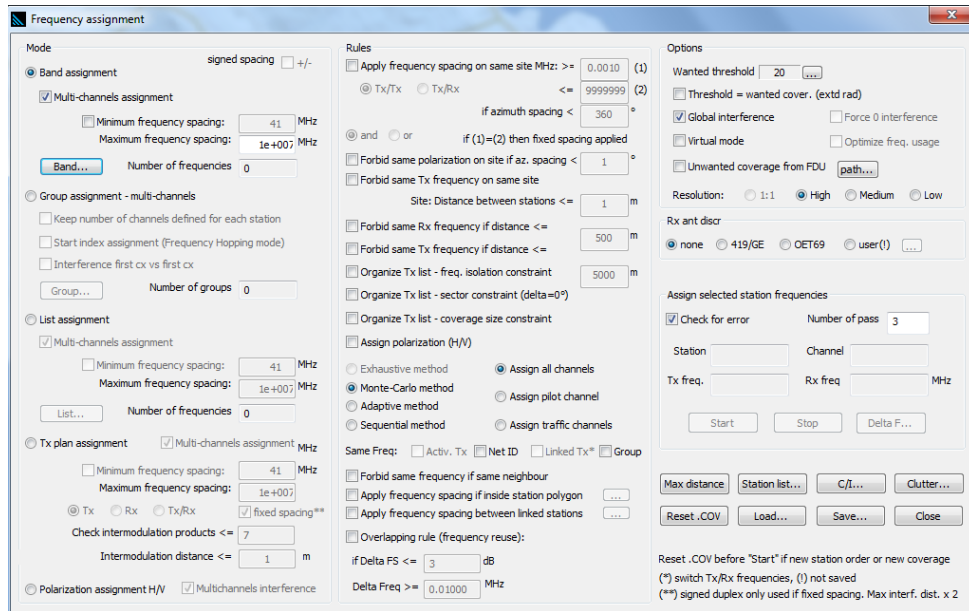 Frequency assignment
Mode
signed spacing +/-
Band assignment
Multi-channels assignment
Minimum frequency spacing: 41 MHz
Maximum frequency spacing: 1e+007 MHz
Band... Number of frequencies 0
Group assignment - multi-channels
Keep number of channels defined for each station
Start index assignment (Frequency Hopping mode)
Interference first cx vs first cx
Group... Number of groups 0
List assignment
Multi-channels assignment
Minimum frequency spacing: 41 MHz
Maximum frequency spacing: 1e+007 MHz
List... Number of frequencies 0
Tx plan assignment Multi-channels assignment MHz
Minimum frequency spacing: 41 MHz
Maximum frequency spacing: 1e+007
Tx Rx Tx/Rx fixed spacing**
Check intermodulation products <= 7
Intermodulation distance <= 1 m
Polarization assignment H/V Multichannels interference
Rules
Apply frequency spacing on same site MHz: >= 0.0010 (1)
Tx/Tx Tx/Rx <= 9999999 (2)
if azimuth spacing < 360 °
and or if (1)=(2) then fixed spacing applied
Forbid same polarization on site if az. spacing < 1 °
Forbid same Tx frequency on same site
Site: Distance between stations <= 1 m
Forbid same Rx frequency if distance <=
500 m
Forbid same Tx frequency if distance <=
Organize Tx list - freq. isolation constraint 5000 m
Organize Tx list - sector constraint (delta=0°)
Organize Tx list - coverage size constraint
Assign polarization (H/V)
Exhaustive method Assign all channels
Monte-Carlo method
Assign pilot channel
Adaptive method
Sequential method Assign traffic channels
Same Freq: Activ. Tx Net ID Linked Tx* Group
Forbid same frequency if same neighbour
Apply frequency spacing if inside station polygon ...
Apply frequency spacing between linked stations ...
Overlapping rule (frequency reuse):
if Delta FS <= 3 dB
Delta Freq >= 0.01000 MHz
Options
Wanted threshold 20 ...
Threshold = wanted cover. (extd rad)
Global interference Force 0 interference
Virtual mode Optimize freq. usage
Unwanted coverage from FDU path...
Resolution: 1:1 High Medium Low
Rx ant discr
none 419/GE OET69 user(!) ...
Assign selected station frequencies
Check for error Number of pass 3
Station Channel
Tx freq. Rx freq MHz
Start Stop Delta F...
Max distance Station list... C/I... Clutter...
Reset .COV Load... Save... Close
Reset .COV before "Start" if new station order or new coverage
(*) switch Tx/Rx frequencies, (!) not saved
(**) signed duplex only used if fixed spacing. Max interf. dist. x 2